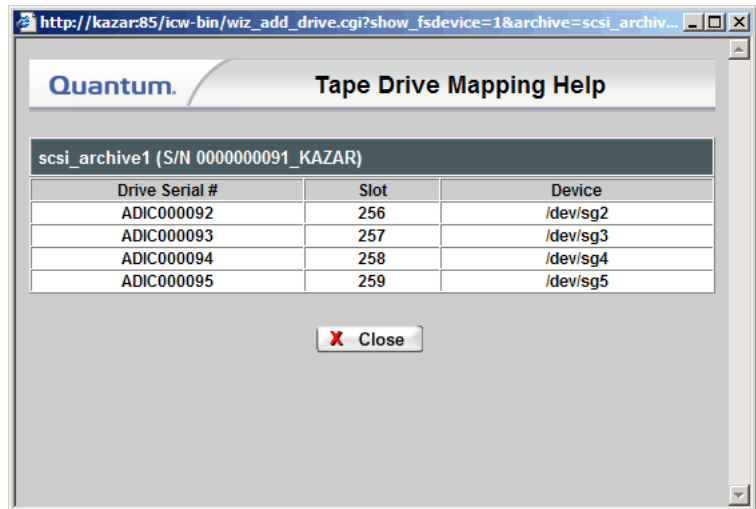 http://kazar:85/icw-bin/wiz_add_drive.cgi?show_fsdevice=1&archive=scsi_archiv...
Quantum. Tape Drive Mapping Help
scsi_archive1 (S/N 0000000091_KAZAR)
Drive Serial # Slot Device
ADIC000092 256 /dev/sg2
ADIC000093 257 /dev/sg3
ADIC000094 258 /dev/sg4
ADIC000095 259 /dev/sg5
X Close